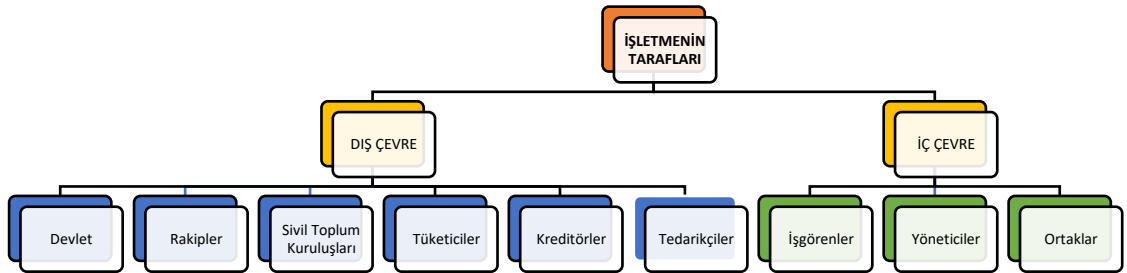 İŞLETMENİN
TARAFLARI
DIŞ ÇEVRE
İÇ ÇEVRE
Devlet
Rakipler
Sivil Toplum
Kuruluşları
Tüketiciler
Kreditörler
Tedarikçiler
İşgörenler
Yöneticiler
Ortaklar